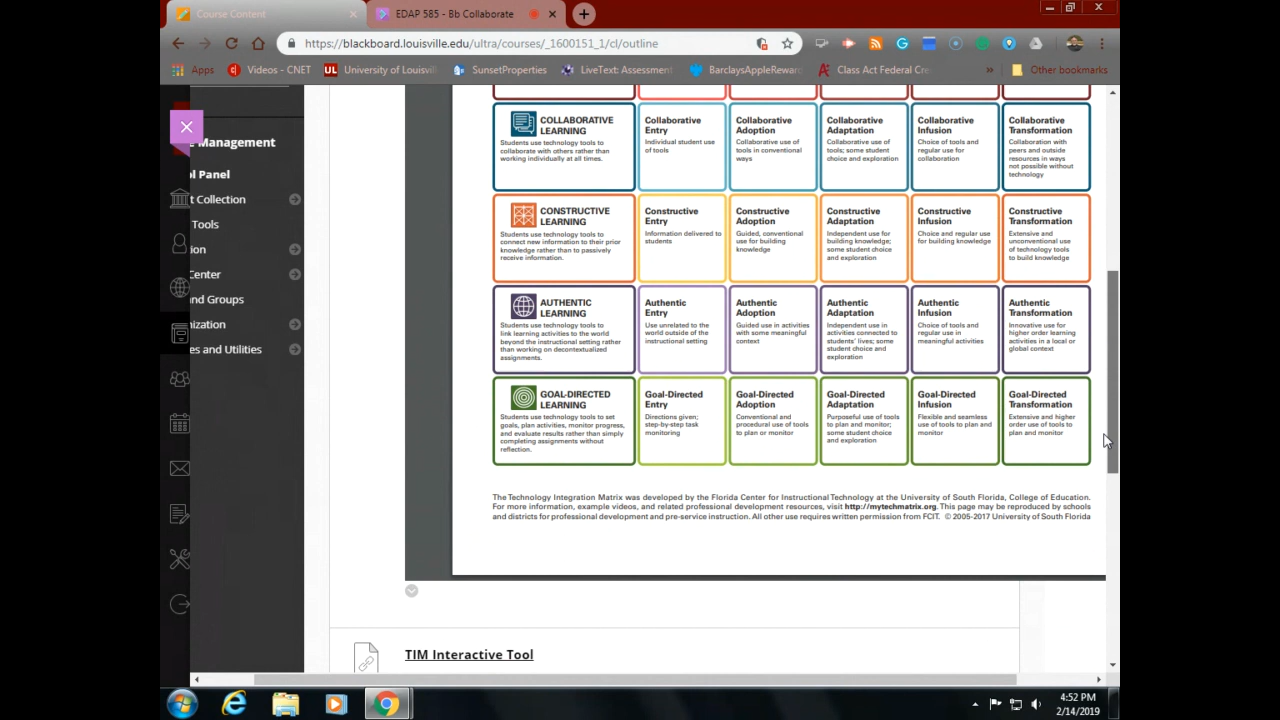 Course Content
EDAP 585 - Bb Collaborate
https://blackboard.louisville.edu/ultra/courses/_1600151_1/cl/outline
Apps
Videos - CNET
University of Louisvill
SunsetProperties
LiveText: Assessment
BarclaysAppleReward
Class Act Federal Cre
»
Other bookmarks
e Management
ol Panel
t Collection
Tools
ion
Center
and Groups
nization
es and Utilities
COLLABORATIVE
LEARNING
Students use technology tools to
collaborate with others rather than
working individually at all times.
Collaborative
Entry
Individual student use
of tools
Collaborative
Adoption
Collaborative use of
tools in conventional
ways
Collaborative
Adaptation
Collaborative use of
tools; some student
choice and exploration
Collaborative
Infusion
Choice of tools and
regular use for
collaboration
Collaborative
Transformation
Collaboration with
peers and outside
resources in ways
not possible without
technology
CONSTRUCTIVE
LEARNING
Students use technology tools to
connect new information to their prior
knowledge rather than to passively
receive information.
Constructive
Entry
Information delivered to
students
Constructive
Adoption
Guided, conventional
use for building
knowledge
Constructive
Adaptation
Independent use for
building knowledge;
some student choice
and exploration
Constructive
Infusion
Choice and regular use
for building knowledge
Constructive
Transformation
Extensive and
unconventional use
of technology tools
to build knowledge
AUTHENTIC
LEARNING
Students use technology tools to
link learning activities to the world
beyond the instructional setting rather
than working on decontextualized
assignments.
Authentic
Entry
Use unrelated to the
world outside of the
instructional setting
Authentic
Adoption
Guided use in activities
with some meaningful
context
Authentic
Adaptation
Independent use in
activities connected to
students' lives; some
student choice and
exploration
Authentic
Infusion
Choice of tools and
regular use in
meaningful activities
Authentic
Transformation
Innovative use for
higher order learning
activities in a local or
global context
GOAL-DIRECTED
LEARNING
Students use technology tools to set
goals, plan activities, monitor progress,
and evaluate results rather than simply
completing assignments without
reflection.
Goal-Directed
Entry
Directions given;
step-by-step task
monitoring
Goal-Directed
Adoption
Conventional and
procedural use of tools
to plan or monitor
Goal-Directed
Adaptation
Purposeful use of tools
to plan and monitor;
some student choice
and exploration
Goal-Directed
Infusion
Flexible and seamless
use of tools to plan and
monitor
Goal-Directed
Transformation
Extensive and higher
order use of tools to
plan and monitor
The Technology Integration Matrix was developed by the Florida Center for Instructional Technology at the University of South Florida, College of Education.
For more information, example videos, and related professional development resources, visit http://mytechmatrix.org. This page may be reproduced by schools
and districts for professional development and pre-service instruction. All other use requires written permission from FCIT. © 2005-2017 University of South Florida
TIM Interactive Tool
4:52 PM
2/14/2019